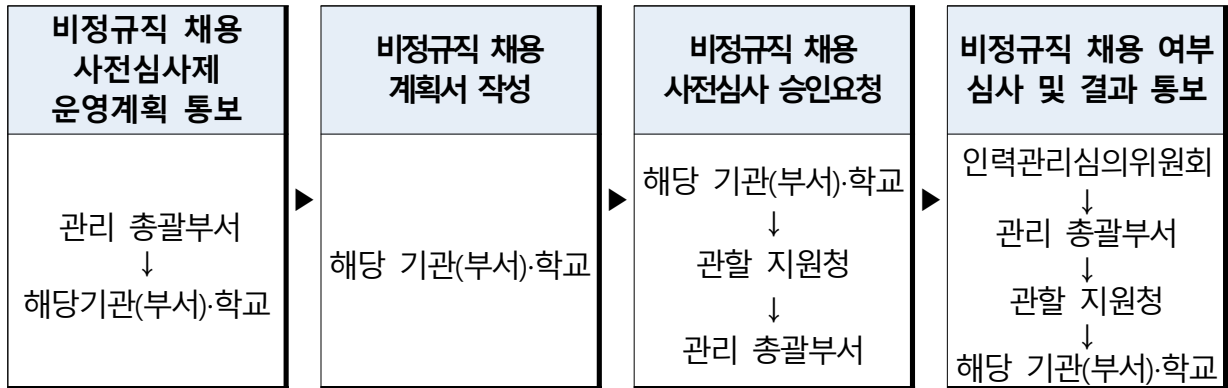 비정규직 채용
사전심사제
운영계획 통보
관리 총괄부서
↓
해당기관(부서)·학교
▶
비정규직 채용
계획서 작성
해당 기관(부서)·학교
▶
비정규직 채용
사전심사 승인요청
해당 기관(부서)·학교
↓
관할 지원청
↓
관리 총괄부서
▶
비정규직 채용 여부
심사 및 결과 통보
인력관리심의위원회
↓
관리 총괄부서
↓
관할 지원청
↓
해당 기관(부서)·학교